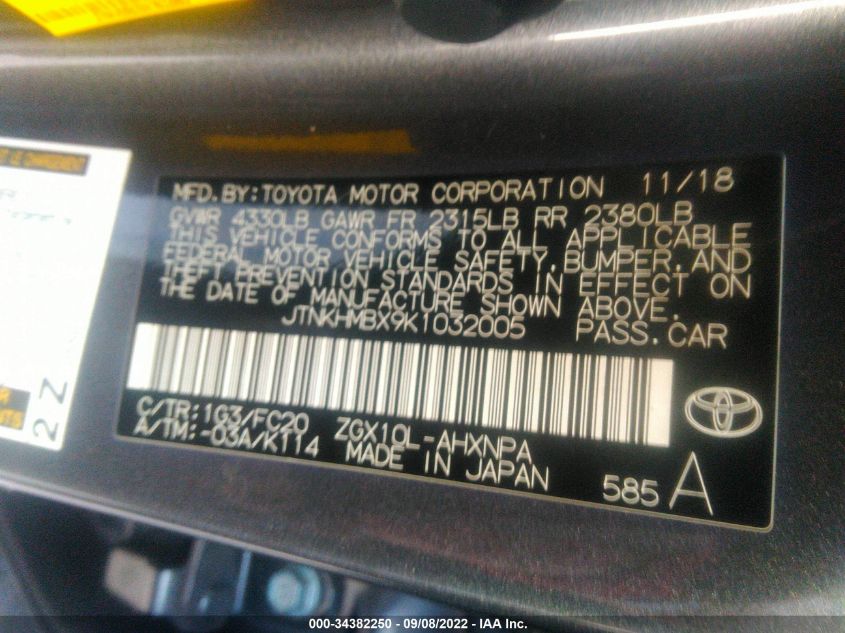 T LE CHARGEMENT
MFD.BY:TOYOTA MOTOR CORPORATION 11/18
GVWR 4330LB GAWR FR 2315LB RR 2380LB
THIS VEHICLE CONFORMS TO ALL APPLICABLE
FEDERAL MOTOR VEHICLE SAFETY,BUMPER,AND
THEFT PREVENTION STANDARDS IN EFFECT ON
THE DATE OF MANUFACTURE SHOWN ABOVE.
JTNKHMBX9K1032005 PASS.CAR
C/TR:1G3/FC20 ZGX10L-AHXNPA
A/TM:-03A/K114 MADE IN JAPAN
585 A
2Z
000-34382250 - 09/08/2022 - IAA Inc.